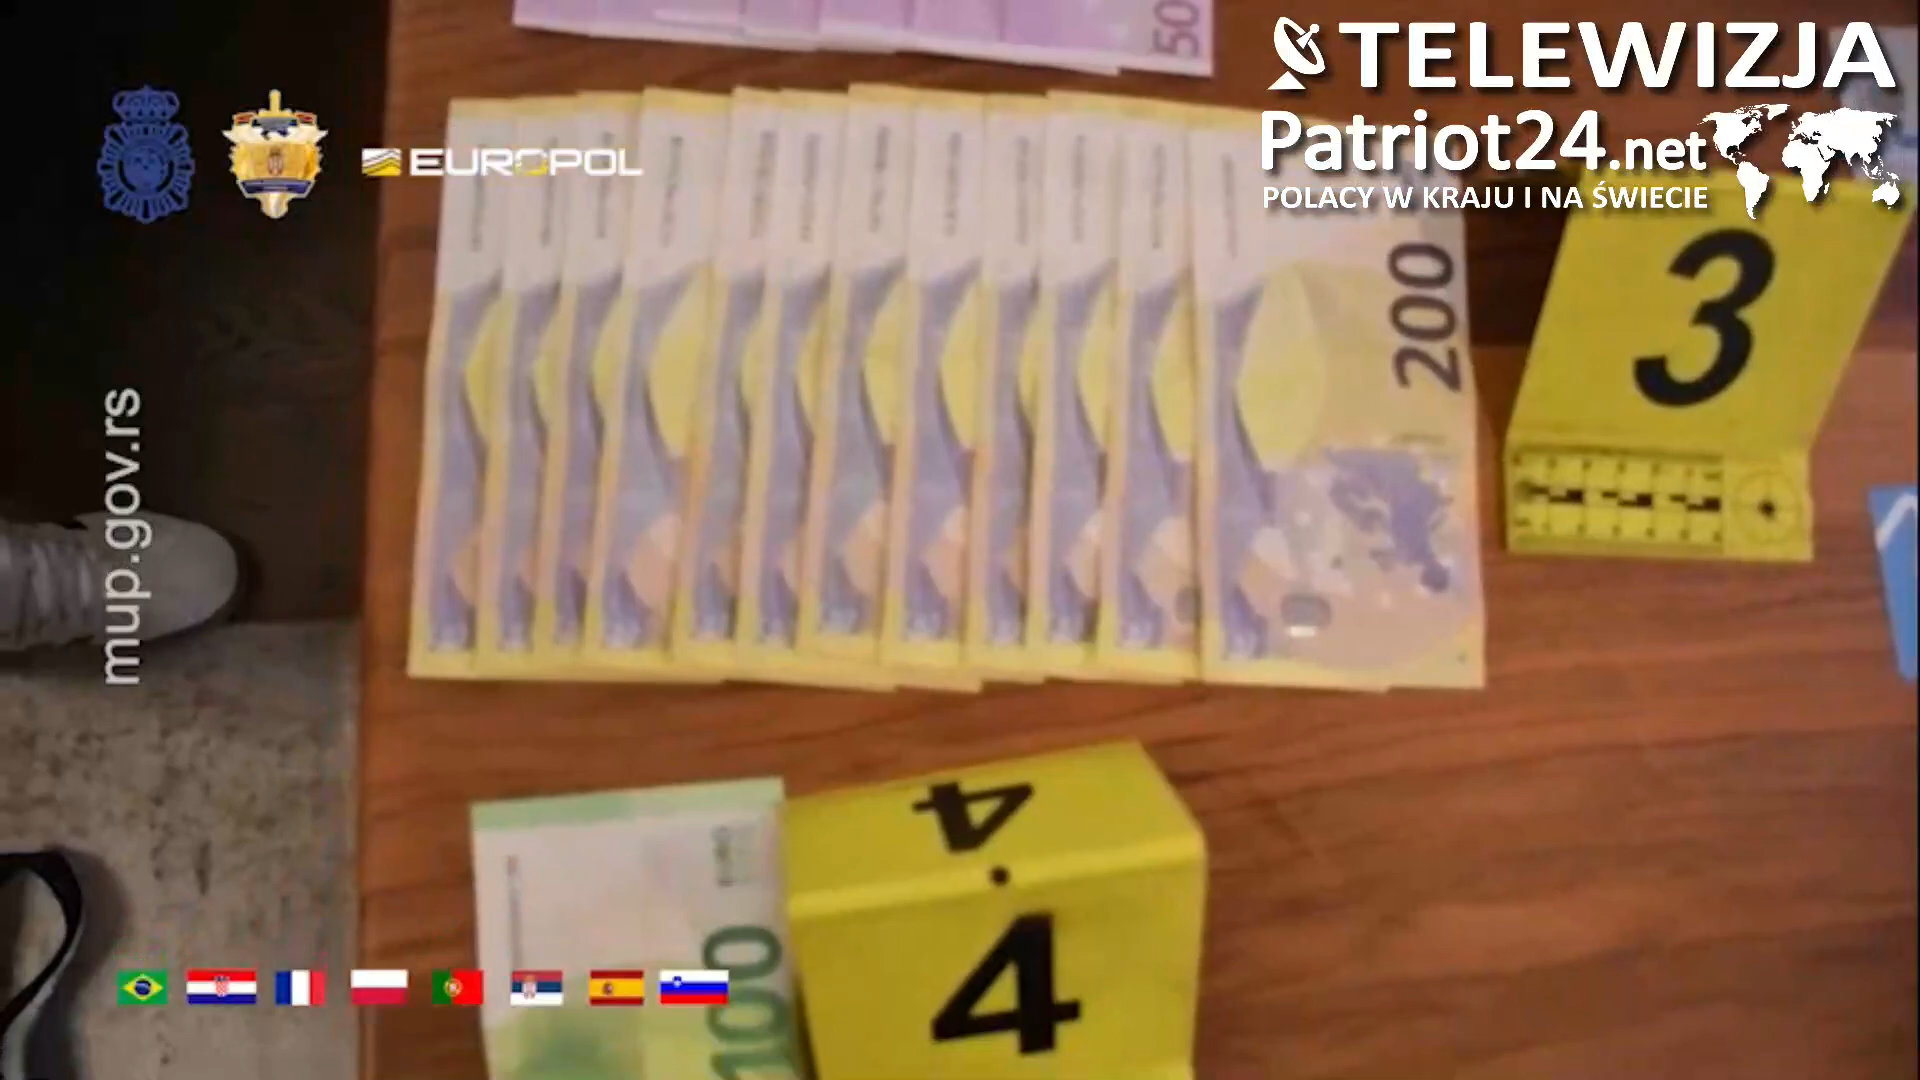 50
TELEWIZJA
Patriot24.net
POLACY W KRAJU I NA ŚWIECIE
EUROPOL
mup.gov.rs
200
3
4
4
100